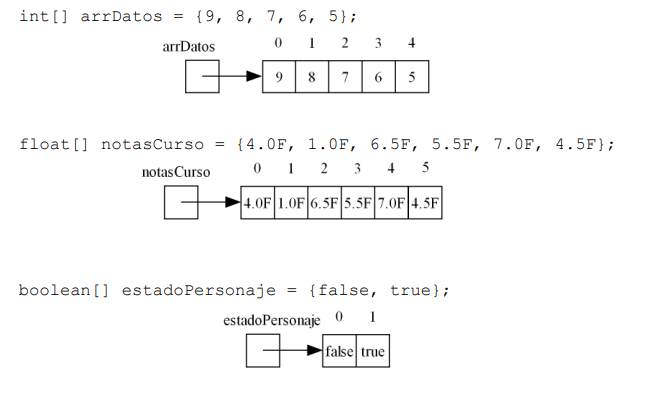 int[] arrDatos = {9, 8, 7, 6, 5};
arrDatos 0 1 2 3 4
9 8 7 6 5
float[] notasCurso = {4.0F, 1.0F, 6.5F, 5.5F, 7.0F, 4.5F};
notasCurso 0 1 2 3 4 5
4.0F 1.0F 6.5F 5.5F 7.0F 4.5F
boolean[] estadoPersonaje = {false, true};
estadoPersonaje 0 1
false true